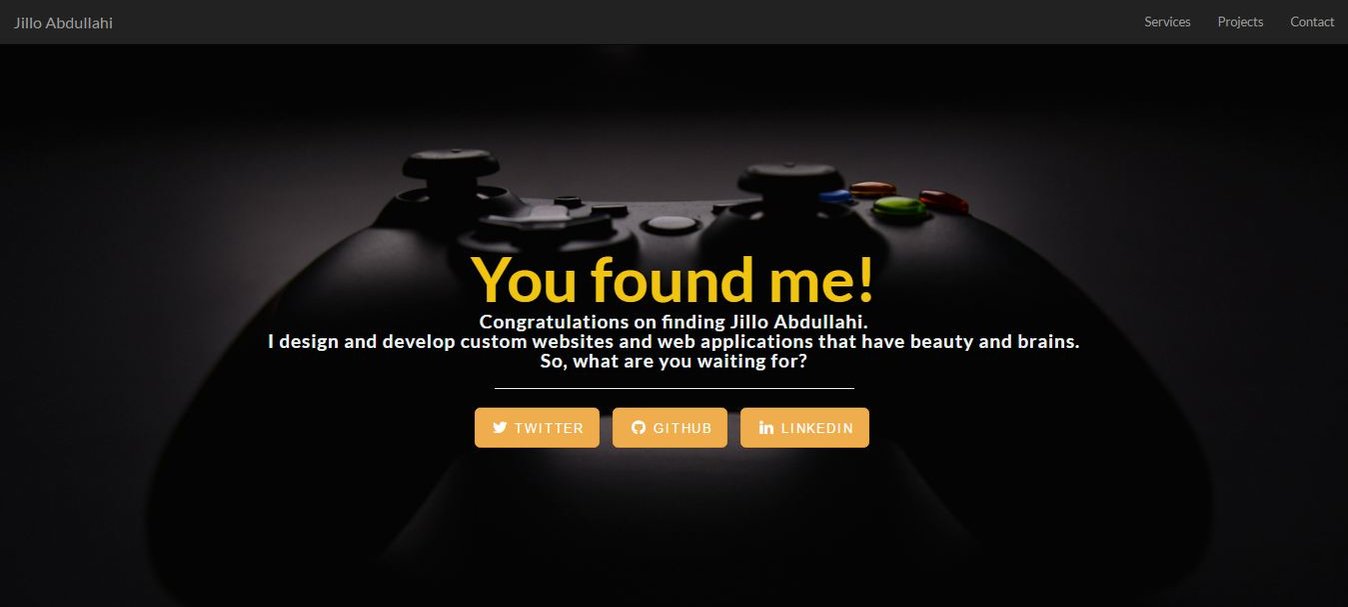 Jillo Abdullahi
Services
Projects
Contact
You found me!
Congratulations on finding Jillo Abdullahi.
I design and develop custom websites and web applications that have beauty and brains.
So, what are you waiting for?
TWITTER
GITHUB
LINKEDIN